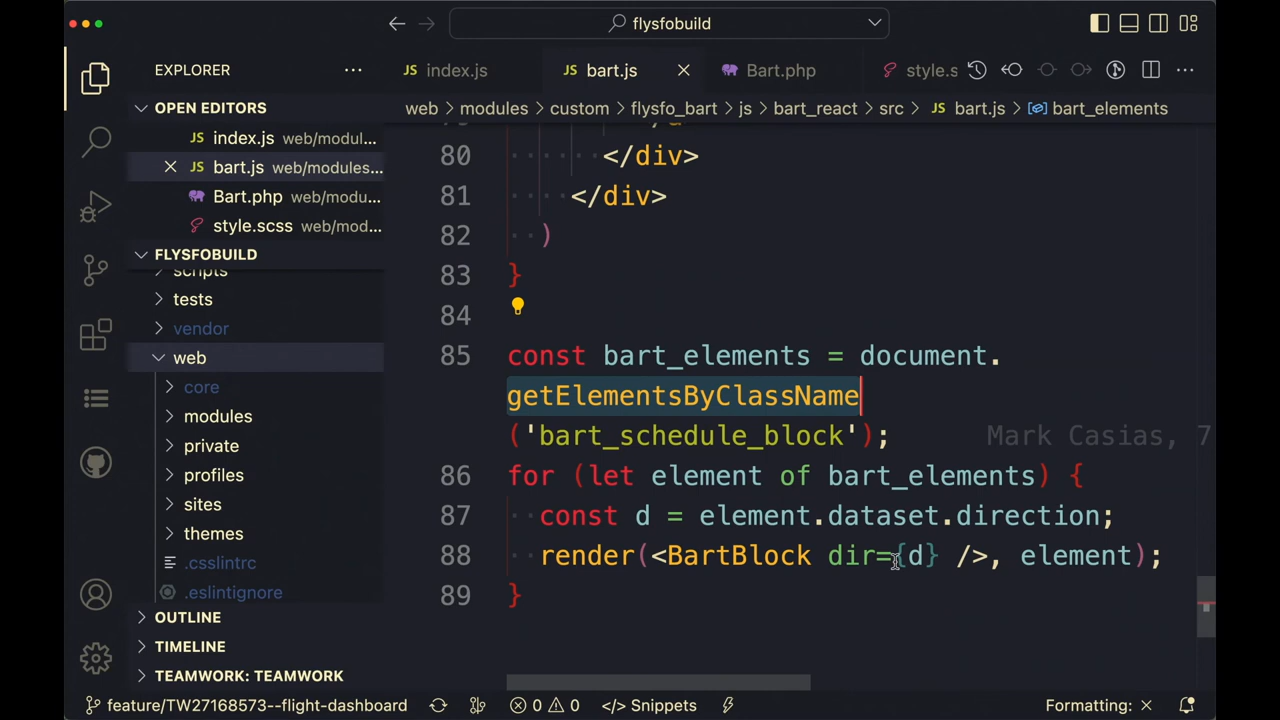 flysfobuild
EXPLORER
JS index.js
JS bart.js
Bart.php
style.s
OPEN EDITORS
web > modules > custom > flysfo_bart > js > bart_react > src > JS bart.js > bart_elements
JS index.js web/modul...
JS bart.js web/modules...
Bart.php web/modu...
style.scss web/mod...
FLYSFOBUILD
scripts
tests
vendor
web
core
modules
private
profiles
sites
themes
.csslintrc
.eslintignore
OUTLINE
TIMELINE
TEAMWORK: TEAMWORK
80 </div>
81 </div>
82 )
83 }
84
85 const bart_elements = document.
getElementsByClassName
('bart_schedule_block'); Mark Casias, 7
86 for (let element of bart_elements) {
87 const d = element.dataset.direction;
88 render(<BartBlock dir={d} />, element);
89 }
feature/TW27168573--flight-dashboard
0 0
</> Snippets
Formatting: ×